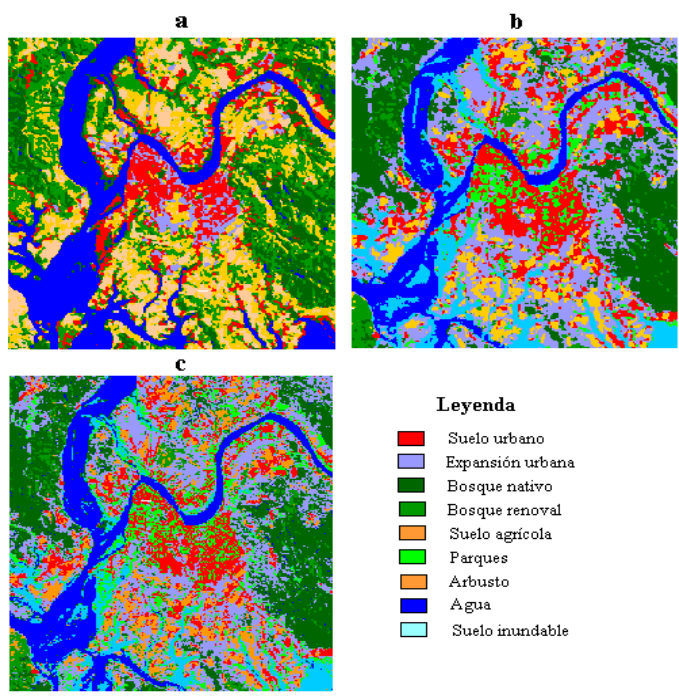 a
b
c
Leyenda
Suelo urbano
Expansión urbana
Bosque nativo
Bosque renoval
Suelo agrícola
Parques
Arbusto
Agua
Suelo inundable